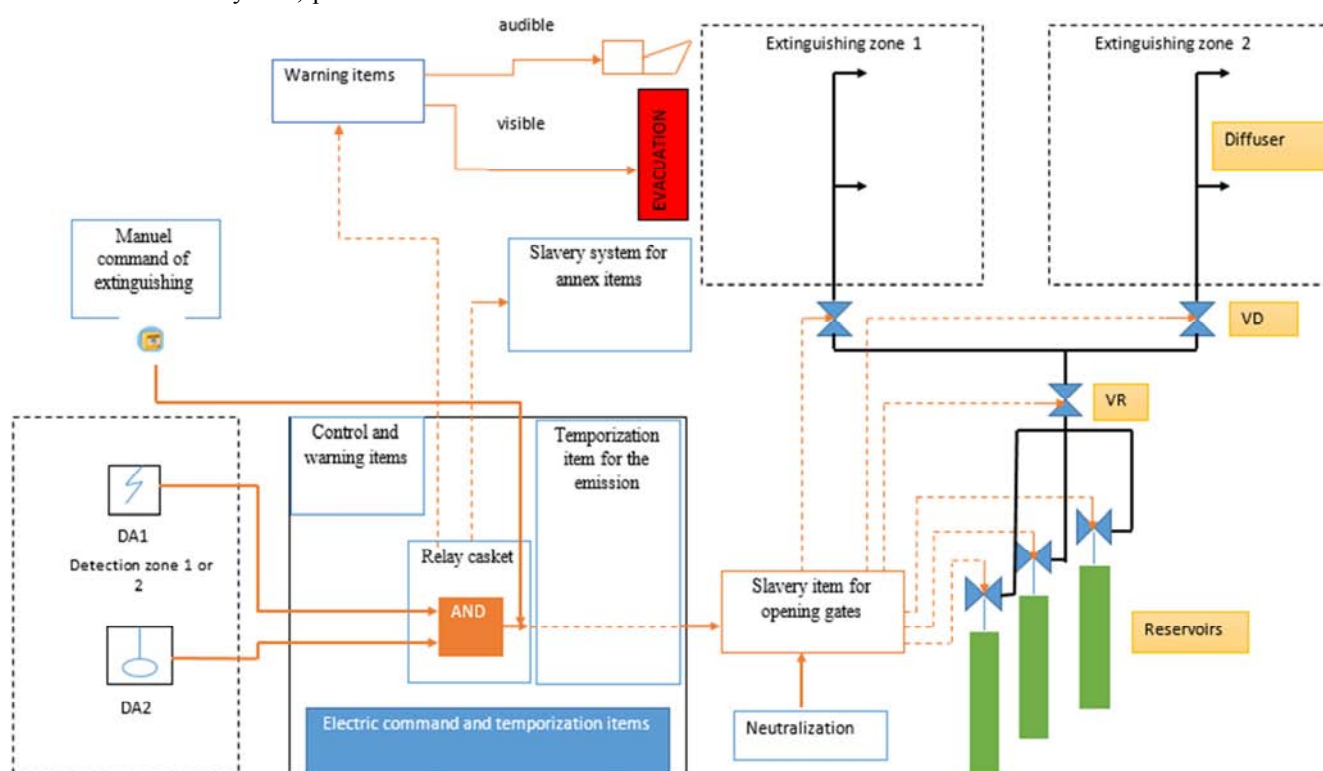 audible
Warning items
visible
EVACUATION
Extinguishing zone 1
Extinguishing zone 2
Diffuser
Manuel
command of
extinguishing
Slavery system for
annex items
VD
VR
Control and
warning items
Temporization
item for the
emission
DA1
Detection zone 1 or
2
Relay casket
AND
Slavery item for
opening gates
Reservoirs
DA2
Electric command and temporization items
Neutralization